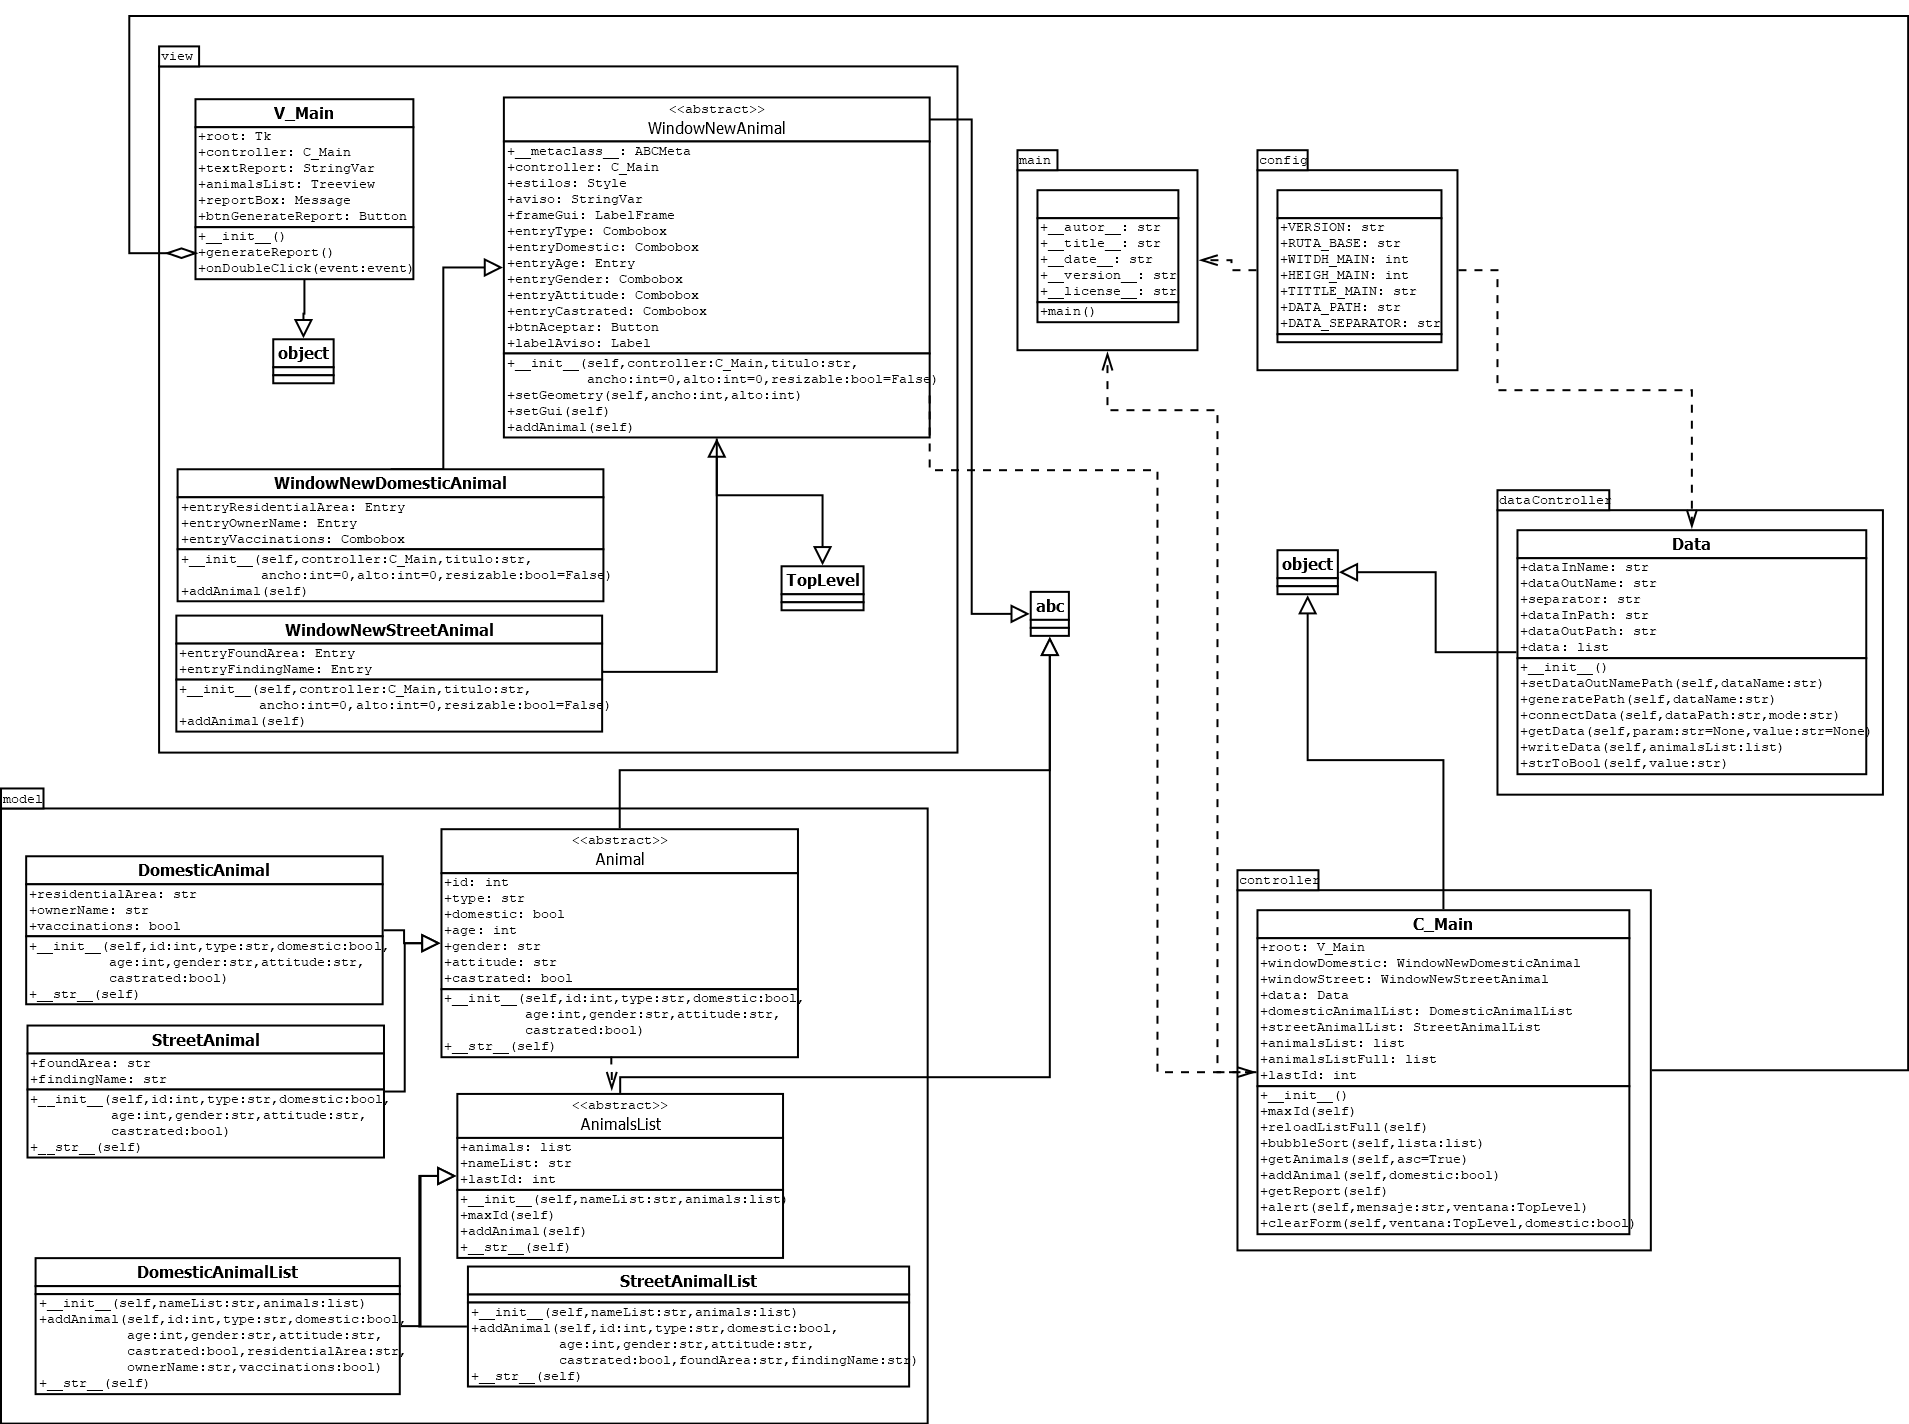 view
V_Main
+root: Tk
+controller: C_Main
+textReport: StringVar
+animalsList: Treeview
+reportBox: Message
+btnGenerateReport: Button
+__init__()
+generateReport()
+onDoubleClick(event:event)
object
<<abstract>>
WindowNewAnimal
+__metaclass__: ABCMeta
+controller: C_Main
+estilos: Style
+aviso: StringVar
+frameGui: LabelFrame
+entryType: Combobox
+entryDomestic: Combobox
+entryAge: Entry
+entryGender: Combobox
+entryAttitude: Combobox
+entryCastrated: Combobox
+btnAceptar: Button
+labelAviso: Label
+__init__(self,controller:C_Main,titulo:str,
ancho:int=0,alto:int=0,resizable:bool=False)
+setGeometry(self,ancho:int,alto:int)
+setGui(self)
+addAnimal(self)
WindowNewDomesticAnimal
+entryResidentialArea: Entry
+entryOwnerName: Entry
+entryVaccinations: Combobox
+__init__(self,controller:C_Main,titulo:str,
ancho:int=0,alto:int=0,resizable:bool=False)
+addAnimal(self)
WindowNewStreetAnimal
+entryFoundArea: Entry
+entryFindingName: Entry
+__init__(self,controller:C_Main,titulo:str,
ancho:int=0,alto:int=0,resizable:bool=False)
+addAnimal(self)
TopLevel
abc
main
+__autor__: str
+__title__: str
+__date__: str
+__version__: str
+__license__: str
+main()
config
+VERSION: str
+RUTA_BASE: str
+WITDH_MAIN: int
+HEIGH_MAIN: int
+TITTLE_MAIN: str
+DATA_PATH: str
+DATA_SEPARATOR: str
object
dataController
Data
+dataInName: str
+dataOutName: str
+separator: str
+dataInPath: str
+dataOutPath: str
+data: list
+__init__()
+setDataOutNamePath(self,dataName:str)
+generatePath(self,dataName:str)
+connectData(self,dataPath:str,mode:str)
+getData(self,param:str=None,value:str=None)
+writeData(self,animalsList:list)
+strToBool(self,value:str)
model
DomesticAnimal
+residentialArea: str
+ownerName: str
+vaccinations: bool
+__init__(self,id:int,type:str,domestic:bool,
age:int,gender:str,attitude:str,
castrated:bool)
+__str__(self)
StreetAnimal
+foundArea: str
+findingName: str
+__init__(self,id:int,type:str,domestic:bool,
age:int,gender:str,attitude:str,
castrated:bool)
+__str__(self)
<<abstract>>
Animal
+id: int
+type: str
+domestic: bool
+age: int
+gender: str
+attitude: str
+castrated: bool
+__init__(self,id:int,type:str,domestic:bool,
age:int,gender:str,attitude:str,
castrated:bool)
+__str__(self)
<<abstract>>
AnimalsList
+animals: list
+nameList: str
+lastId: int
+__init__(self,nameList:str,animals:list)
+maxId(self)
+addAnimal(self)
+__str__(self)
DomesticAnimalList
+__init__(self,nameList:str,animals:list)
+addAnimal(self,id:int,type:str,domestic:bool,
age:int,gender:str,attitude:str,
castrated:bool,residentialArea:str,
ownerName:str,vaccinations:bool)
+__str__(self)
StreetAnimalList
+__init__(self,nameList:str,animals:list)
+addAnimal(self,id:int,type:str,domestic:bool,
age:int,gender:str,attitude:str,
castrated:bool,foundArea:str,findingName:str)
+__str__(self)
controller
C_Main
+root: V_Main
+windowDomestic: WindowNewDomesticAnimal
+windowStreet: WindowNewStreetAnimal
+data: Data
+domesticAnimalList: DomesticAnimalList
+streetAnimalList: StreetAnimalList
+animalsList: list
+animalsListFull: list
+lastId: int
+__init__()
+maxId(self)
+reloadListFull(self)
+bubbleSort(self,lista:list)
+getAnimals(self,asc=True)
+addAnimal(self,domestic:bool)
+getReport(self)
+alert(self,mensaje:str,ventana:TopLevel)
+clearForm(self,ventana:TopLevel,domestic:bool)